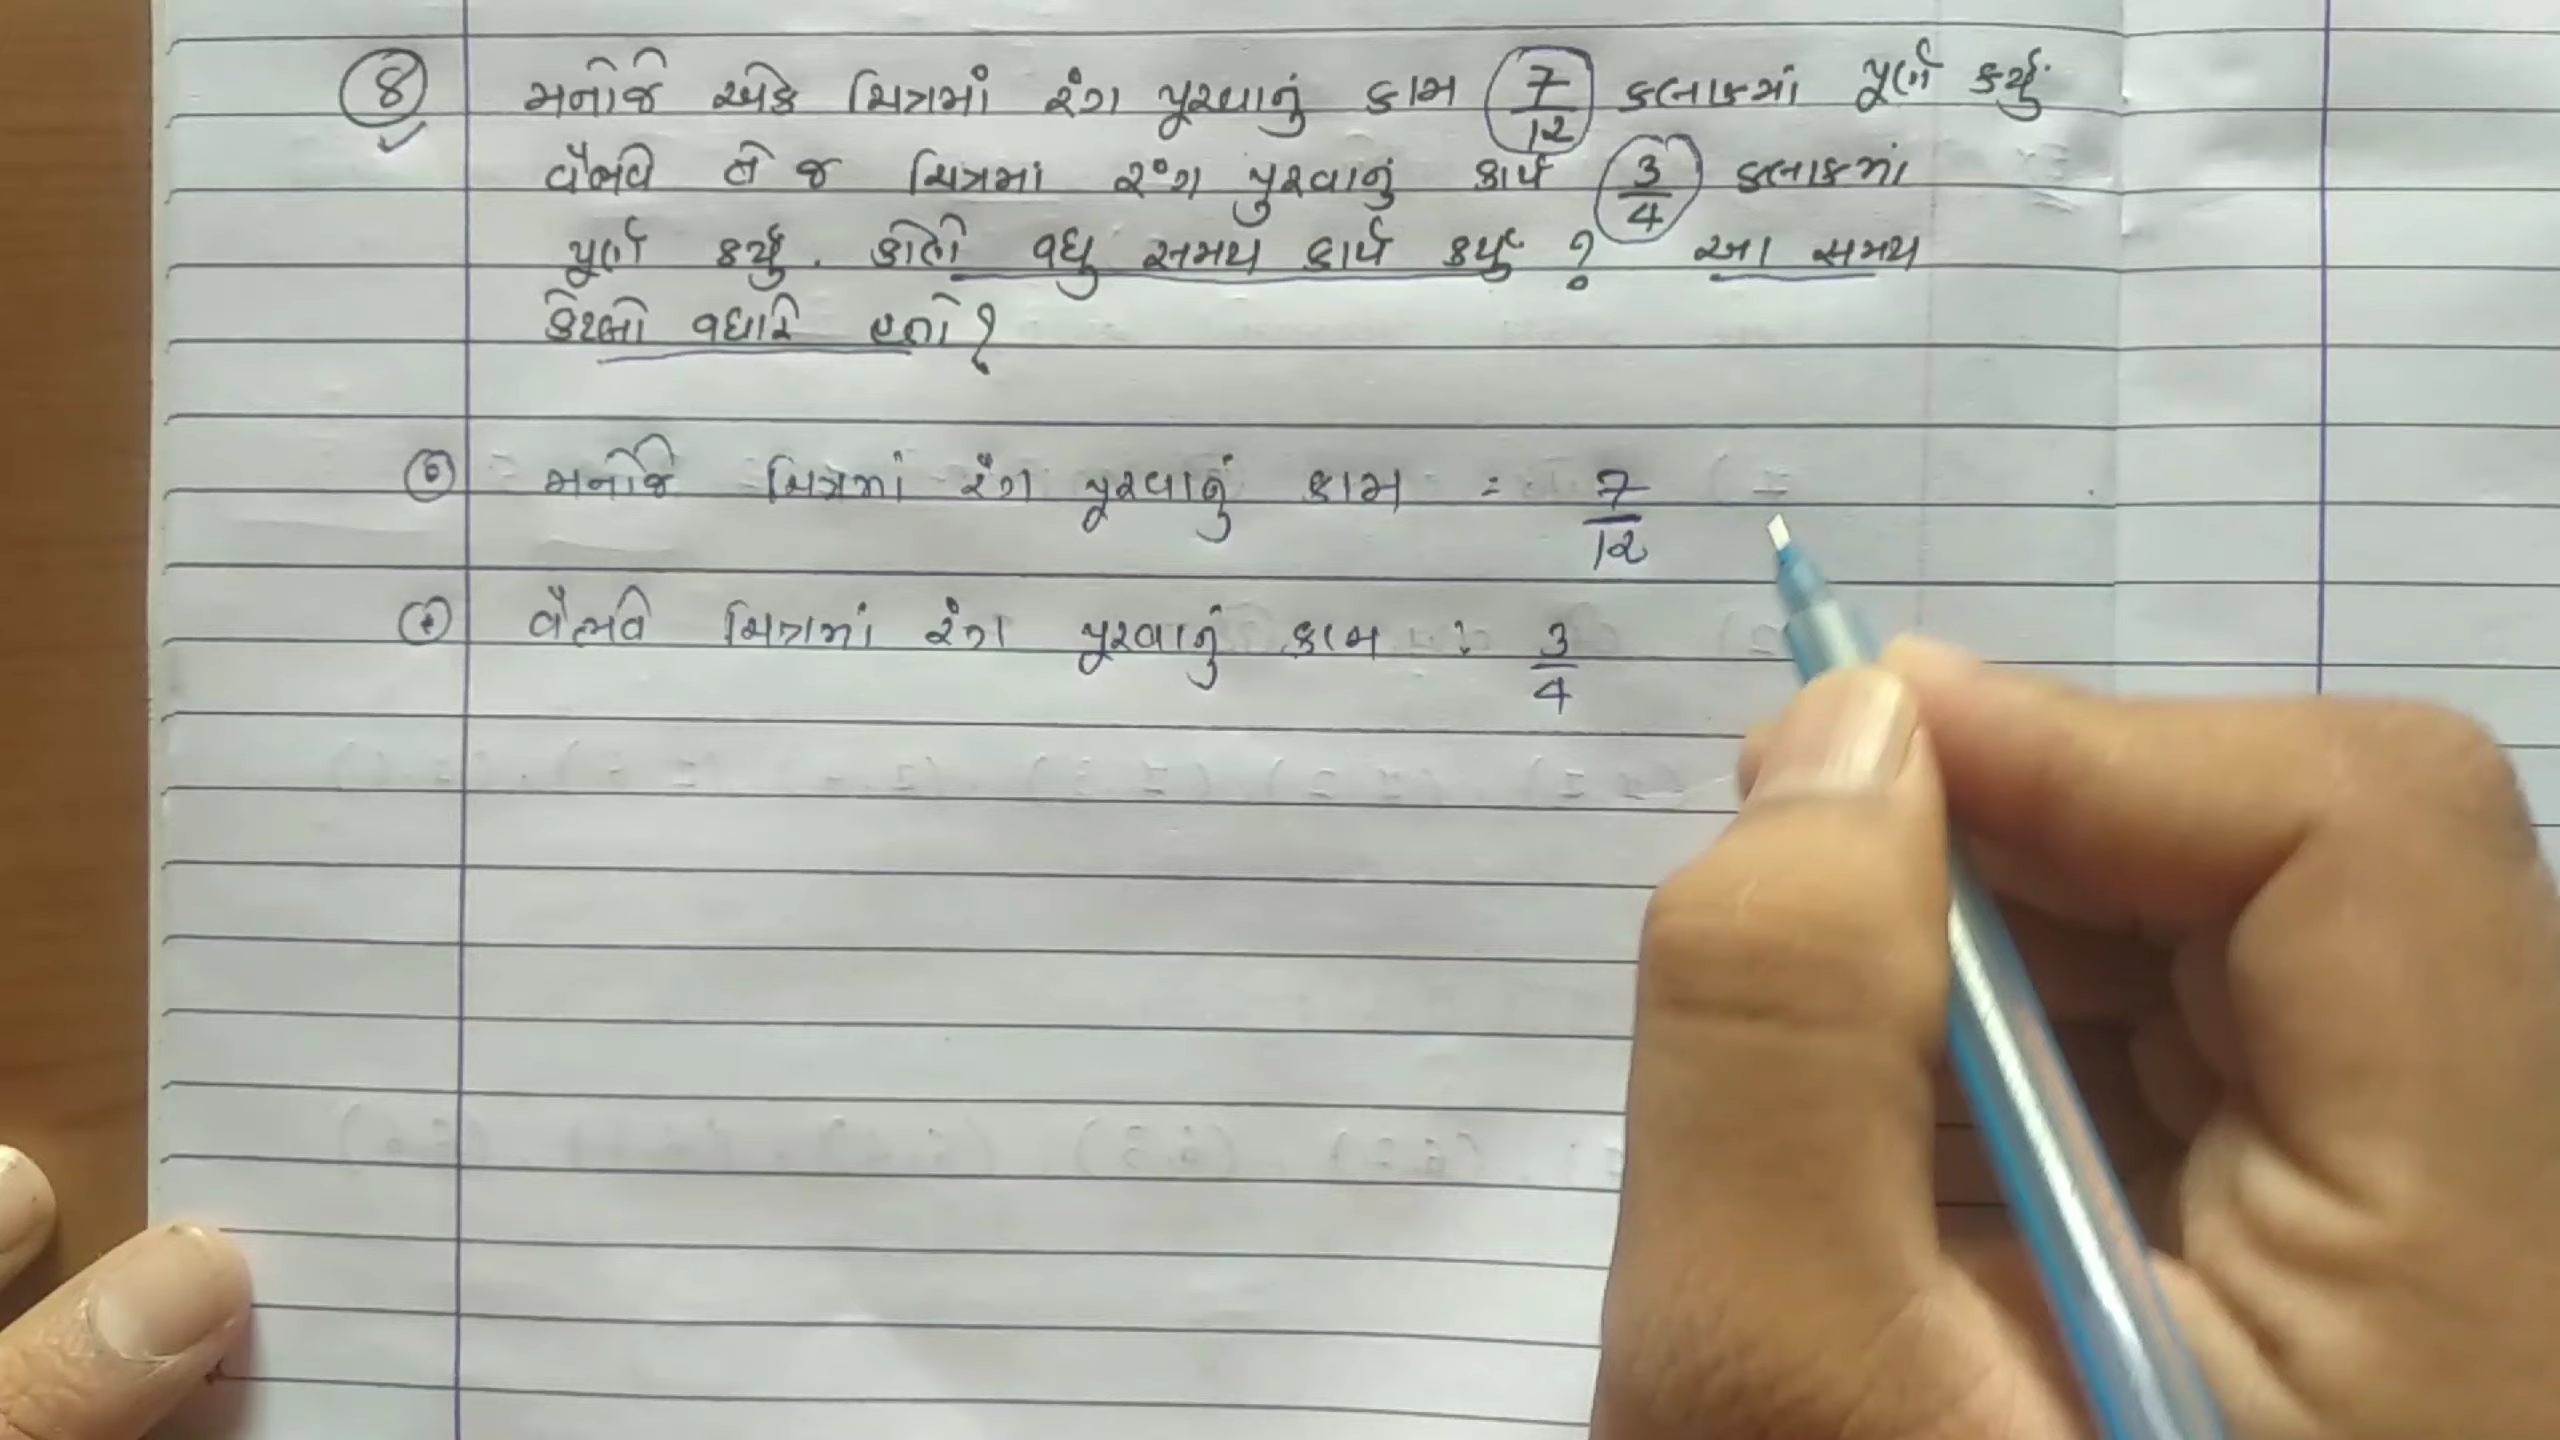 8 મનોજે એક ચિત્રમાં રંગ પૂરવાનું કામ 7/12 કલાકમાં પૂર્ણ કર્યું.
વૈભવે તે જ ચિત્રમાં રંગ પુરવાનું કાર્ય 3/4 કલાકમાં
પૂર્ણ કર્યું. કોણે વધુ સમય કાર્ય કર્યું ? આ સમય
કેટલો વધારે હતો?
મનોજે ચિત્રમાં રંગ પૂરવાનું કામ = 7/12
વૈભવે ચિત્રમાં રંગ પૂરવાનું કામ : 3/4